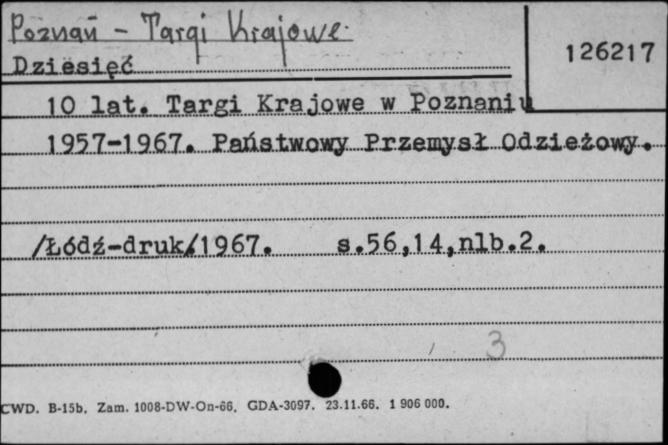 Poznań - Targi Krajowe.
126217
Dziesięć
10 lat. Targi Krajowe w Poznaniu
1957-1967. Państwowy Przemysł Odzieżowy.
/Łódź-druk/1967. s.56,14,nlb.2.
3
CWD. B-15b. Zam. 1008-DW-On-66. GDA-3097. 23.11.66. 1 906 000.